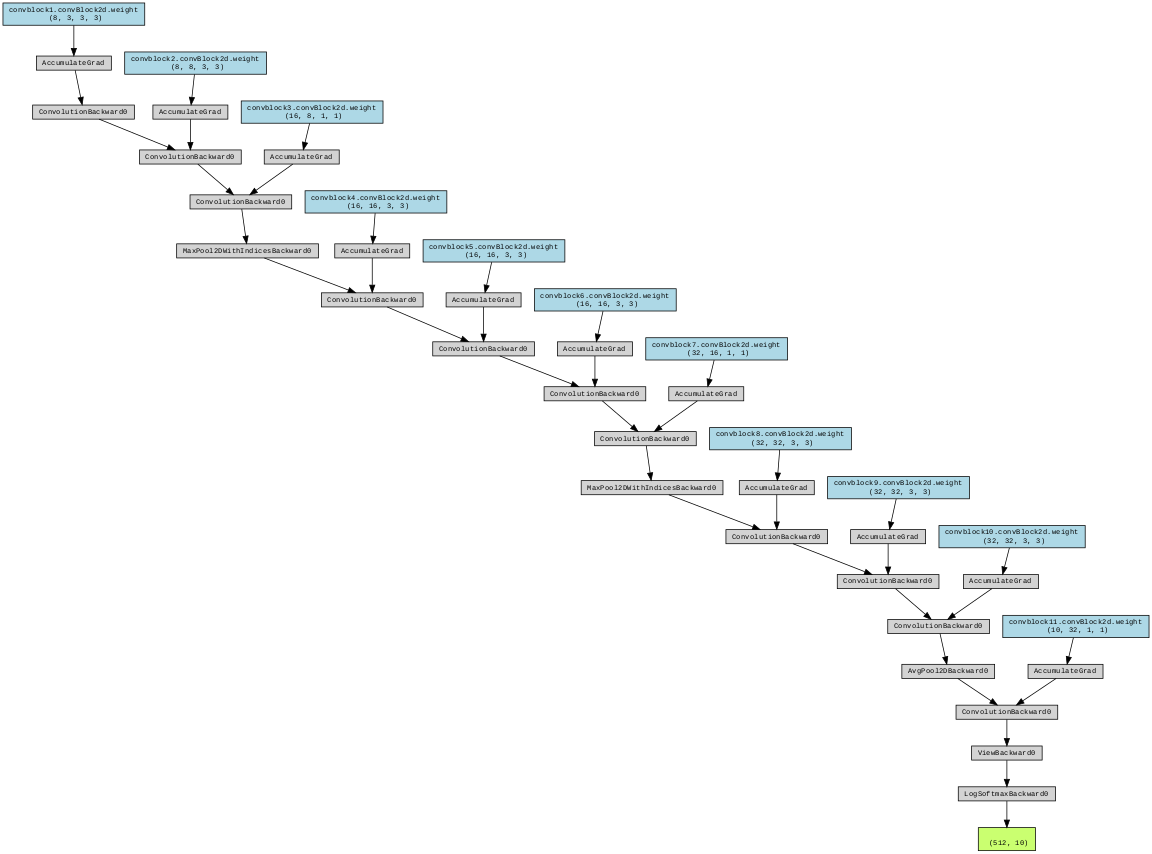 convblock1.convBlock2d.weight
(8, 3, 3, 3)
AccumulateGrad
convblock2.convBlock2d.weight
(8, 8, 3, 3)
ConvolutionBackward0
AccumulateGrad
convblock3.convBlock2d.weight
(16, 8, 1, 1)
ConvolutionBackward0
AccumulateGrad
ConvolutionBackward0
convblock4.convBlock2d.weight
(16, 16, 3, 3)
MaxPool2DWithIndicesBackward0
AccumulateGrad
convblock5.convBlock2d.weight
(16, 16, 3, 3)
ConvolutionBackward0
AccumulateGrad
convblock6.convBlock2d.weight
(16, 16, 3, 3)
ConvolutionBackward0
AccumulateGrad
convblock7.convBlock2d.weight
(32, 16, 1, 1)
ConvolutionBackward0
AccumulateGrad
ConvolutionBackward0
convblock8.convBlock2d.weight
(32, 32, 3, 3)
MaxPool2DWithIndicesBackward0
AccumulateGrad
convblock9.convBlock2d.weight
(32, 32, 3, 3)
ConvolutionBackward0
AccumulateGrad
convblock10.convBlock2d.weight
(32, 32, 3, 3)
ConvolutionBackward0
AccumulateGrad
ConvolutionBackward0
convblock11.convBlock2d.weight
(10, 32, 1, 1)
AvgPool2DBackward0
AccumulateGrad
ConvolutionBackward0
ViewBackward0
LogSoftmaxBackward0
(512, 10)